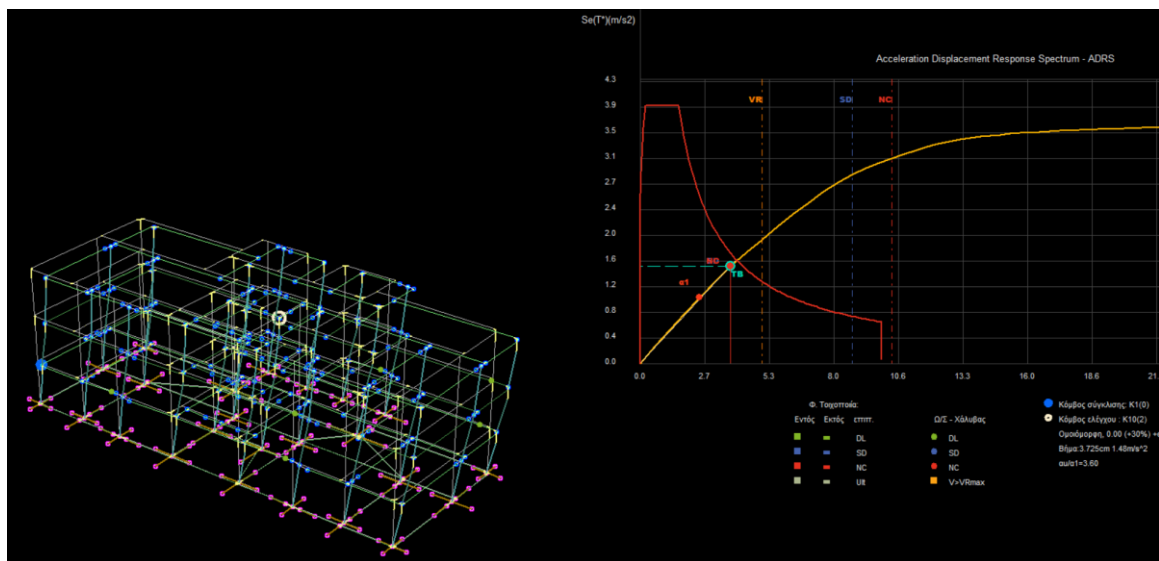 Se(T*)(m/s2)
Acceleration Displacement Response Spectrum - ADRS
4.3
3.9
3.5
3.1
2.7
2.4
2.0
1.6
1.2
0.8
0.4
0.0
VR
SD
NC
BD
TB
α1
0.0 2.7 5.3 8.0 10.6 13.3 16.0 18.6 21.
Φ. Τοιχοποιία:
Εντός Εκτός επιπ. Ω/Σ - Χάλυβας
DL DL
SD SD
NC NC
Ult V>VRmax
Κόμβος σύγκλισης: K1(0)
Κόμβος ελέγχου : K10(2)
Ομοιόμορφη, 0.00 (+30%) +e
Βήμα:3.725cm 1.48m/s^2
αu/α1=3.60